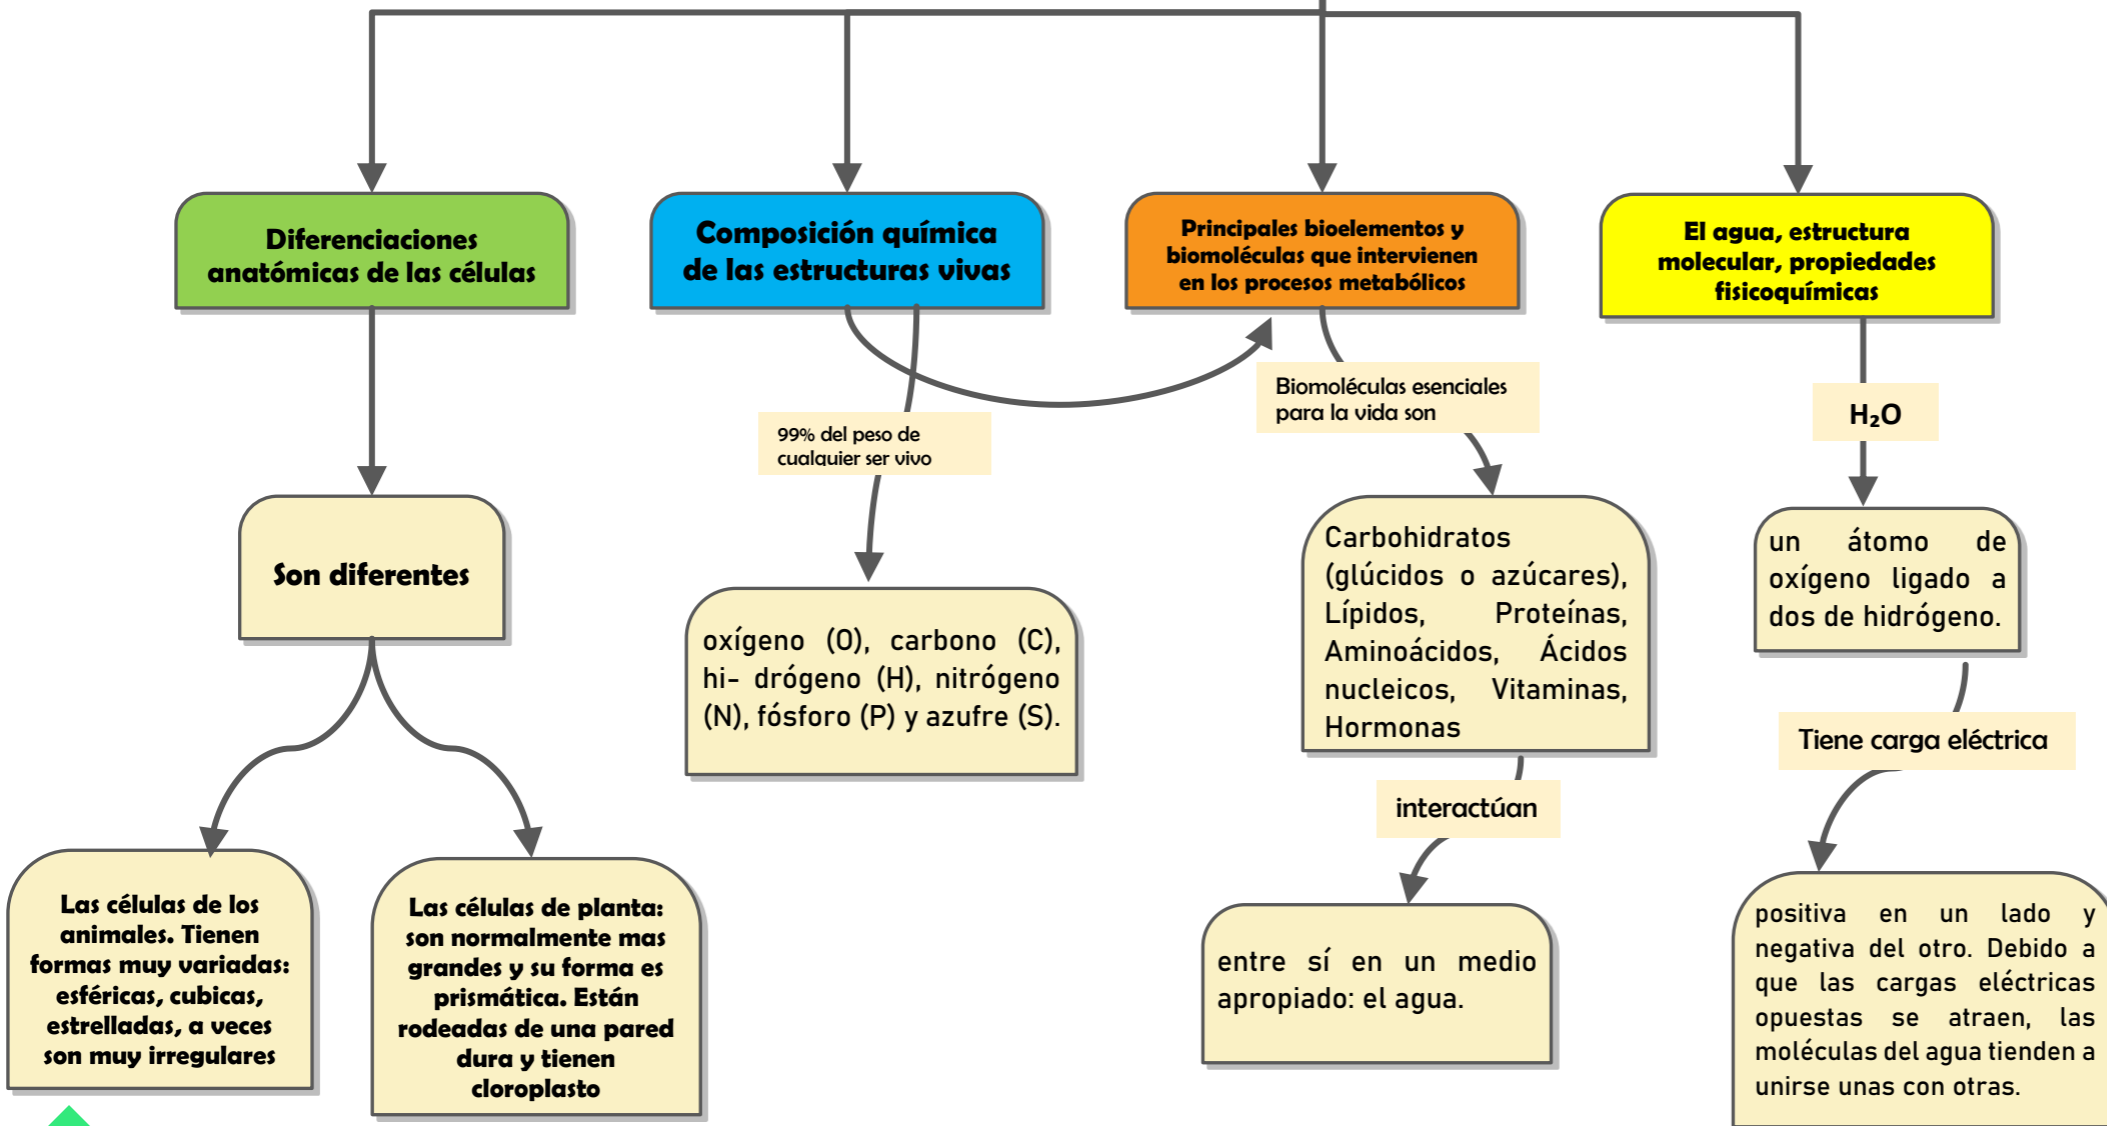 Diferenciaciones
anatómicas de las células
Composición química
de las estructuras vivas
Principales bioelementos y
biomoléculas que intervienen
en los procesos metabólicos
El agua, estructura
molecular, propiedades
fisicoquímicas
99% del peso de
cualquier ser vivo
Biomoléculas esenciales
para la vida son
H₂O
Son diferentes
oxígeno (O), carbono (C),
hi- drógeno (H), nitrógeno
(N), fósforo (P) y azufre (S).
Carbohidratos
(glúcidos o azúcares),
Lípidos, Proteínas,
Aminoácidos, Ácidos
nucleicos, Vitaminas,
Hormonas
un átomo de
oxígeno ligado a
dos de hidrógeno.
Tiene carga eléctrica
interactúan
Las células de los
animales. Tienen
formas muy variadas:
esféricas, cubicas,
estrelladas, a veces
son muy irregulares
Las células de planta:
son normalmente mas
grandes y su forma es
prismática. Están
rodeadas de una pared
dura y tienen
cloroplasto
entre sí en un medio
apropiado: el agua.
positiva en un lado y
negativa del otro. Debido a
que las cargas eléctricas
opuestas se atraen, las
moléculas del agua tienden a
unirse unas con otras.